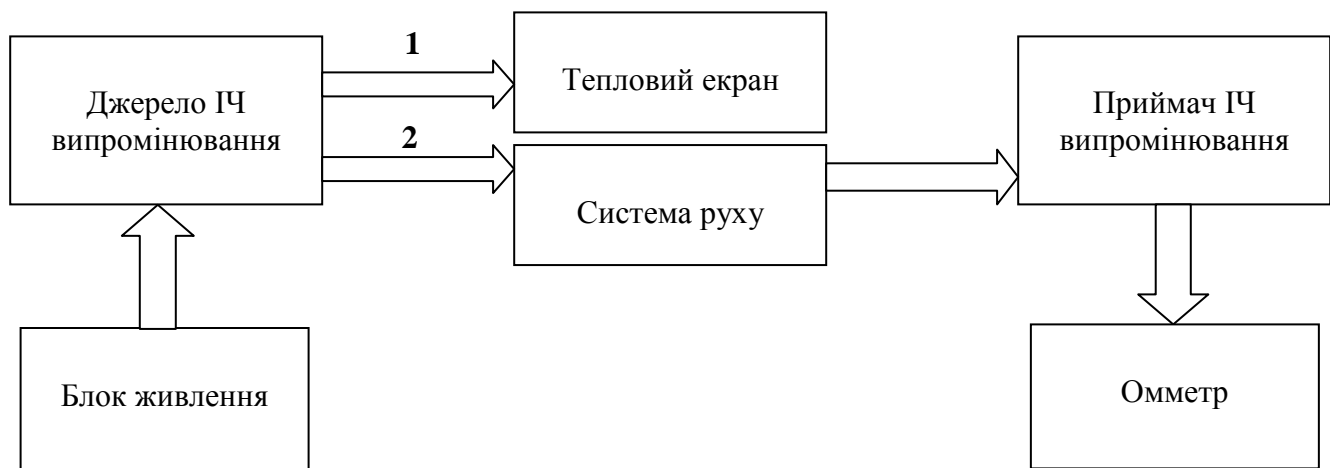 Джерело ІЧ
випромінювання
1
2
Тепловий екран
Система руху
Приймач ІЧ
випромінювання
Блок живлення
Омметр